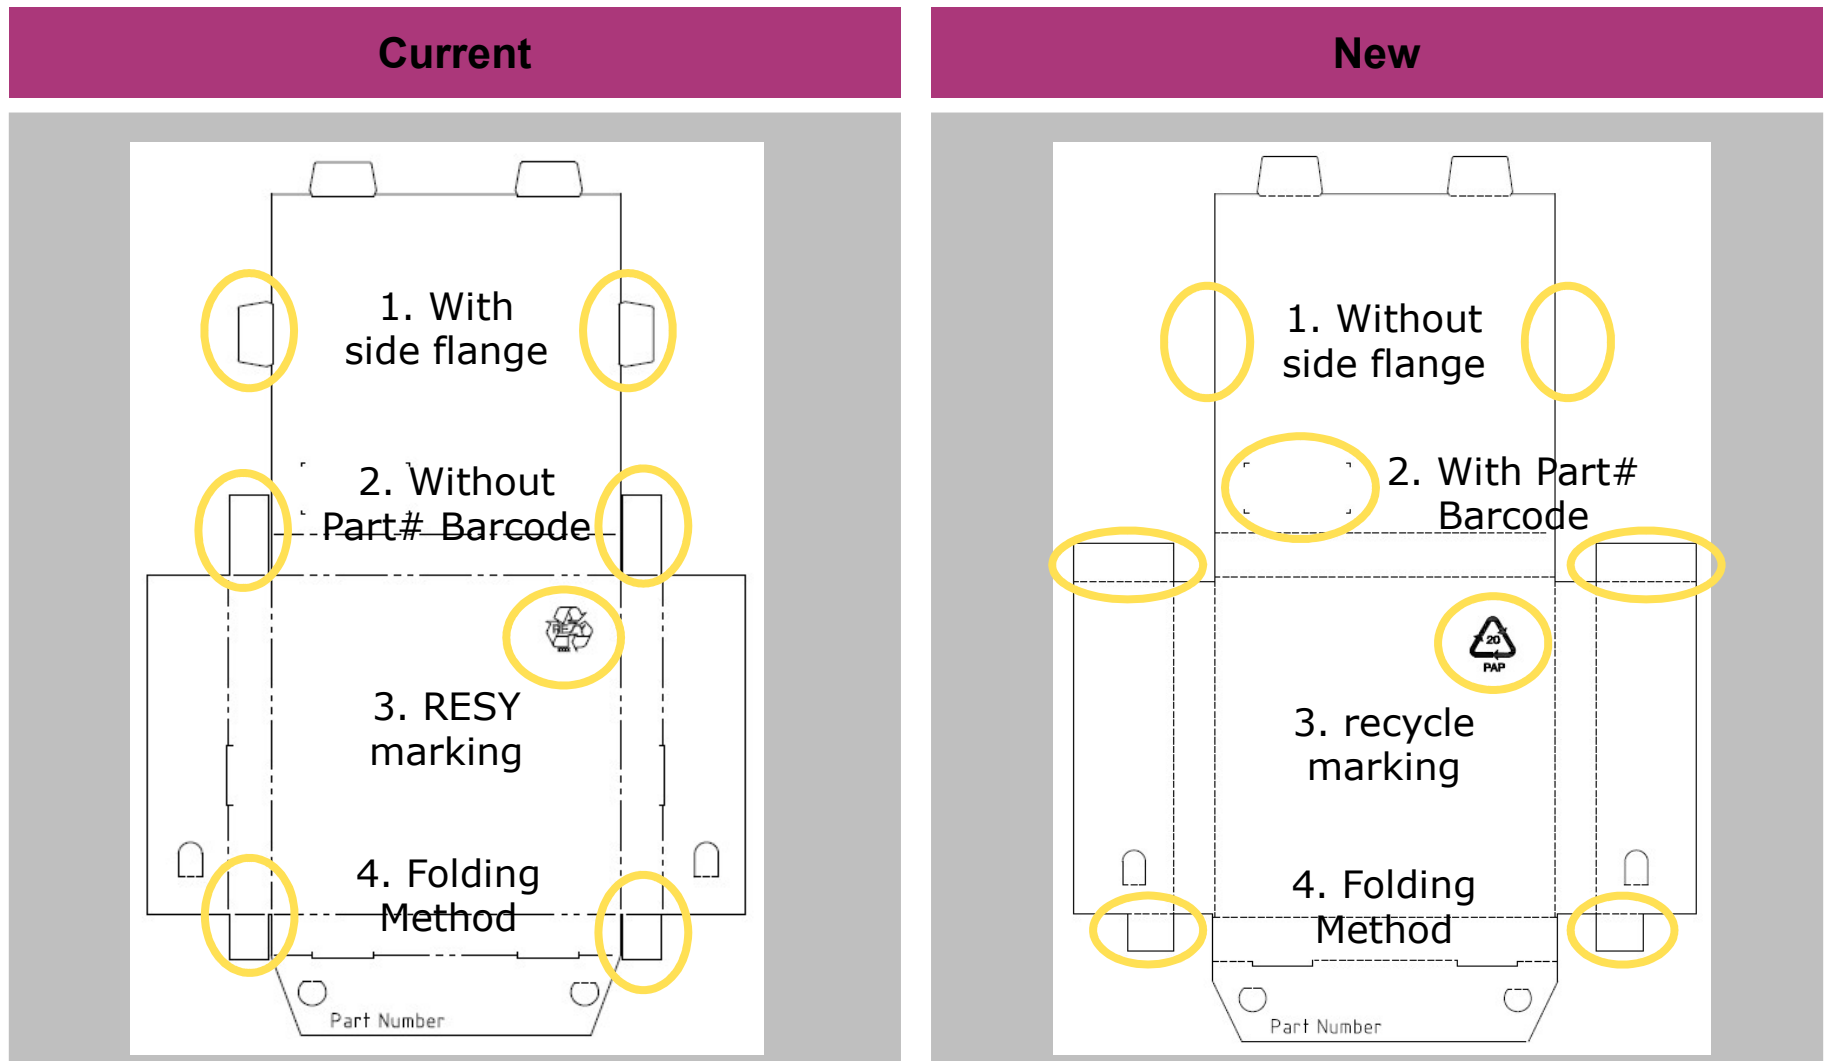 Current
1. With
side flange
2. Without
Part# Barcode
RESY
3. RESY
marking
4. Folding
Method
Part Number
New
1. Without
side flange
2. With Part#
Barcode
20
PAP
3. recycle
marking
4. Folding
Method
Part Number